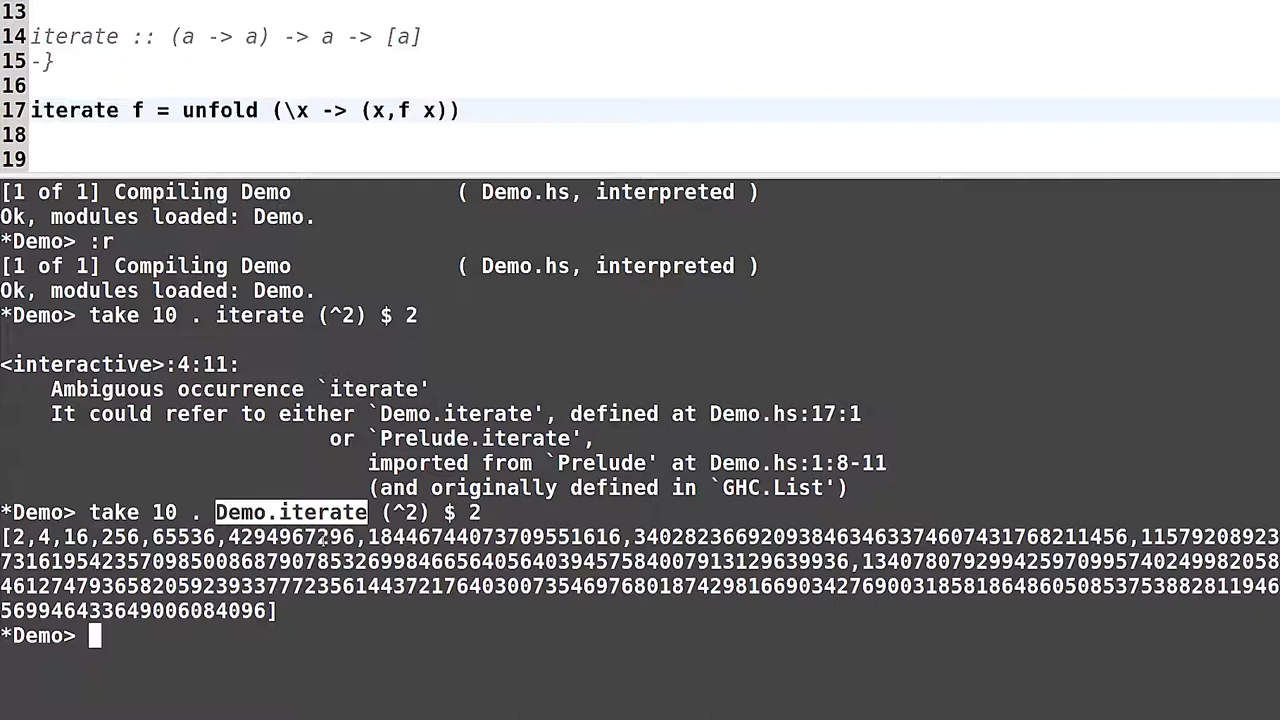 13
14 iterate :: (a -> a) -> a -> [a]
15 -}
16
17 iterate f = unfold (\x -> (x,f x))
18
19
[1 of 1] Compiling Demo             ( Demo.hs, interpreted )
Ok, modules loaded: Demo.
*Demo> :r
[1 of 1] Compiling Demo             ( Demo.hs, interpreted )
Ok, modules loaded: Demo.
*Demo> take 10 . iterate (^2) $ 2
<interactive>:4:11:
    Ambiguous occurrence `iterate'
    It could refer to either `Demo.iterate', defined at Demo.hs:17:1
                          or `Prelude.iterate',
                             imported from `Prelude' at Demo.hs:1:8-11
                             (and originally defined in `GHC.List')
*Demo> take 10 . Demo.iterate (^2) $ 2
[2,4,16,256,65536,4294967296,18446744073709551616,340282366920938463463374607431768211456,11579208923
7316195423570985008687907853269984665640564039457584007913129639936,134078079299425970995740249982058
46127479365820592393377723561443721764030073546976801874298166903427690031858186486050853753882811946
569946433649006084096]
*Demo>